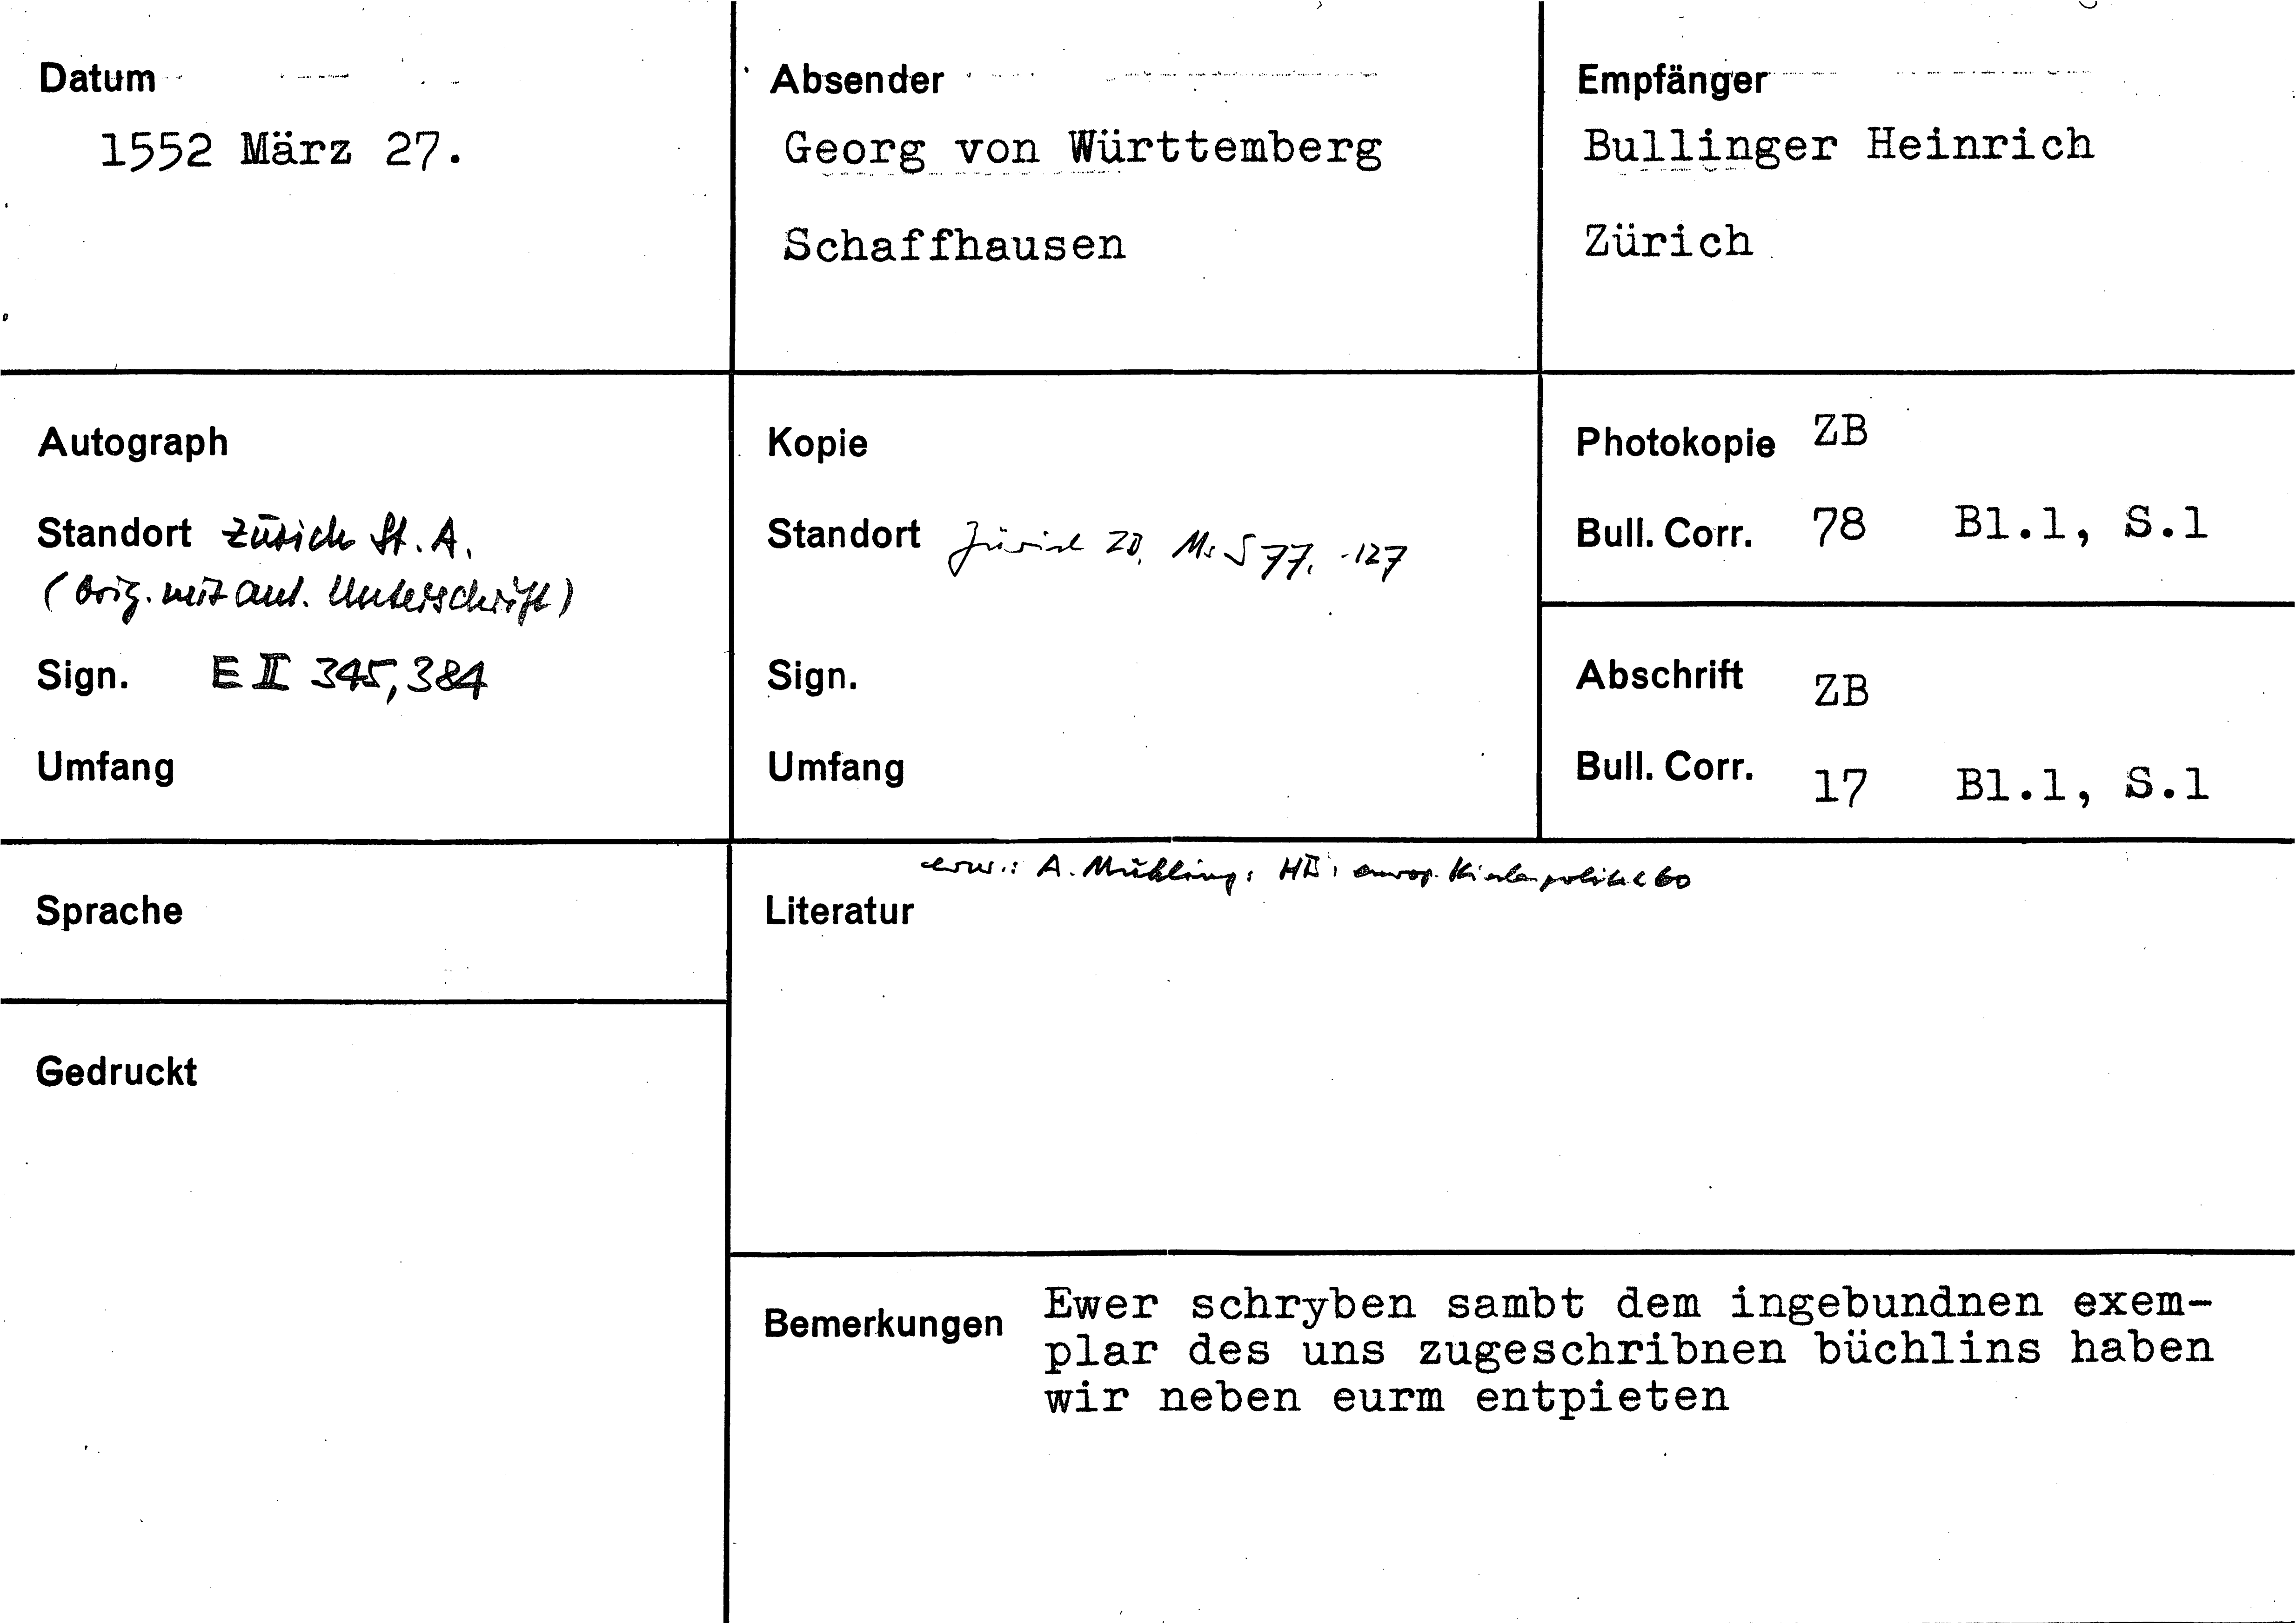 Datum
1552 März 27.
Absender
Georg von Württemberg
Schaffhausen
Empfänger
Bullinger Heinrich
Zürich
Autograph
Standort Zürich St. A.
(Orig. mit aut. Unterschrift)
Sign. E II 345, 384
Umfang
Kopie
Standort Zürich ZB, Ms S 77, 127
Sign.
Umfang
Photokopie ZB
Bull. Corr. 78 Bl.1, S.1
Abschrift ZB
Bull. Corr. 17 Bl.1, S.1
Sprache
Gedruckt
A. Mühling, HB, europ. Kirchenpolitik 60
Literatur
Bemerkungen
Ewer schryben sambt dem ingebundnen exem-
plar des uns zugeschribnen büchlins haben
wir neben eurm entpieten